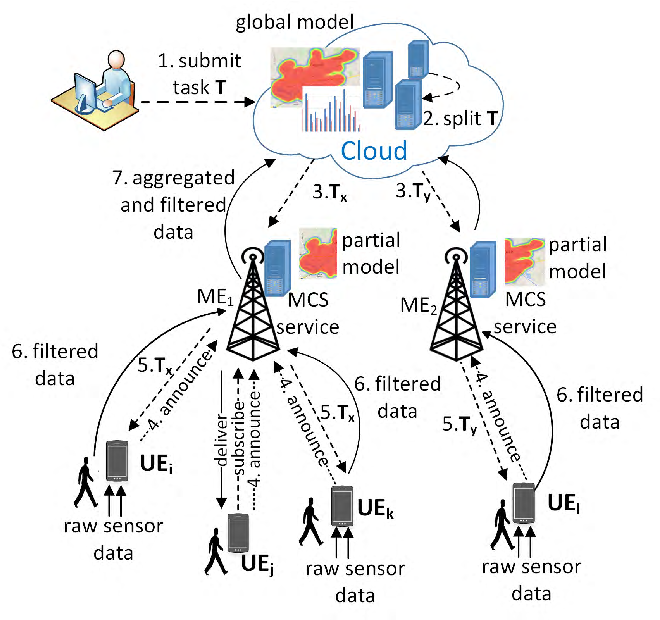 global model
1. submit
task T
2. split T
Cloud
7. aggregated
and filtered
data
3.Tx
3.Ty
partial
model
partial
model
ME1
MCS
service
ME2
MCS
service
6. filtered
data
5.Tx
4. announce
deliver
subscribe
4. announce
4. announce
5.Tx
6. filtered
data
5.Ty
4. announce
6. filtered
data
UEi
UEj
UEk
UEl
raw sensor
data
raw sensor
data
raw sensor
data